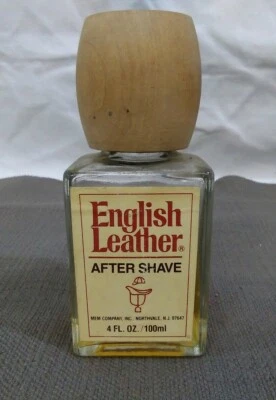 English
Leather®
AFTER SHAVE
MEM COMPANY, INC., NORTHVALE, N.J. 07647
4 FL. OZ./100ml